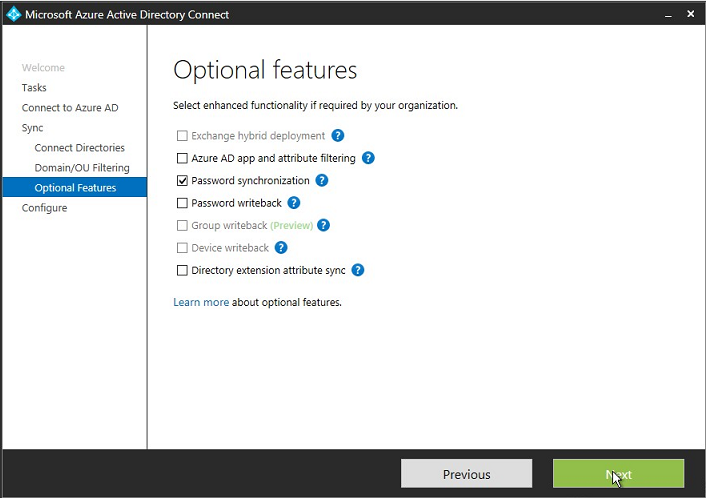 Microsoft Azure Active Directory Connect
Welcome
Tasks
Connect to Azure AD
Sync
Connect Directories
Domain/OU Filtering
Optional Features
Configure
Optional features
Select enhanced functionality if required by your organization.
Exchange hybrid deployment ?
Azure AD app and attribute filtering ?
Password synchronization ?
Password writeback ?
Group writeback (Preview) ?
Device writeback ?
Directory extension attribute sync ?
Learn more about optional features.
Previous
Next